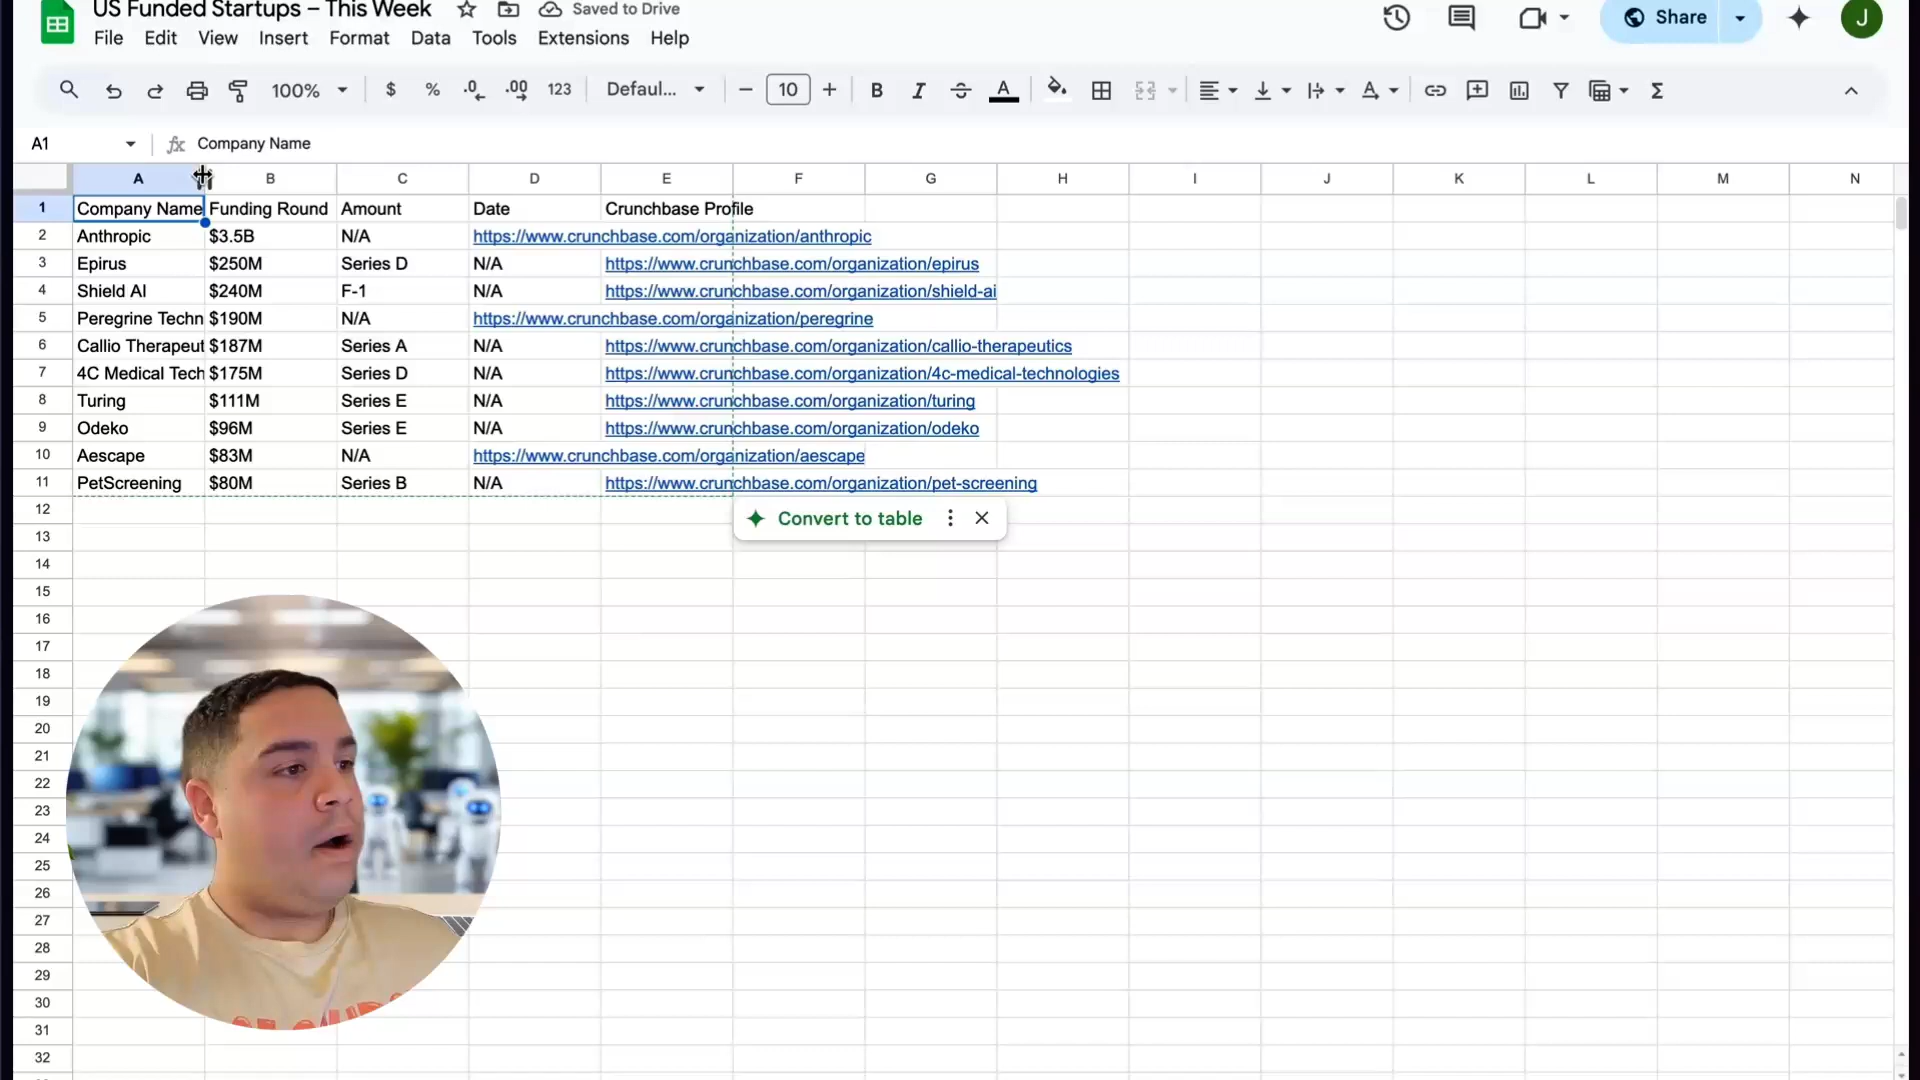 US Funded Startups – This Week Saved to Drive
File Edit View Insert Format Data Tools Extensions Help
Share J
100% $ % .0 .00 123 Defaul... 10 B I A
A1 Company Name
A B C D E F G H I J K L M N
1 Company Name Funding Round Amount Date Crunchbase Profile
2 Anthropic $3.5B N/A https://www.crunchbase.com/organization/anthropic
3 Epirus $250M Series D N/A https://www.crunchbase.com/organization/epirus
4 Shield AI $240M F-1 N/A https://www.crunchbase.com/organization/shield-ai
5 Peregrine Techn $190M N/A https://www.crunchbase.com/organization/peregrine
6 Callio Therapeut $187M Series A N/A https://www.crunchbase.com/organization/callio-therapeutics
7 4C Medical Tech $175M Series D N/A https://www.crunchbase.com/organization/4c-medical-technologies
8 Turing $111M Series E N/A https://www.crunchbase.com/organization/turing
9 Odeko $96M Series E N/A https://www.crunchbase.com/organization/odeko
10 Aescape $83M N/A https://www.crunchbase.com/organization/aescape
11 PetScreening $80M Series B N/A https://www.crunchbase.com/organization/pet-screening
12 Convert to table
13
14
15
16
17
18
19
20
21
22
23
24
25
26
27
28
29
30
31
32